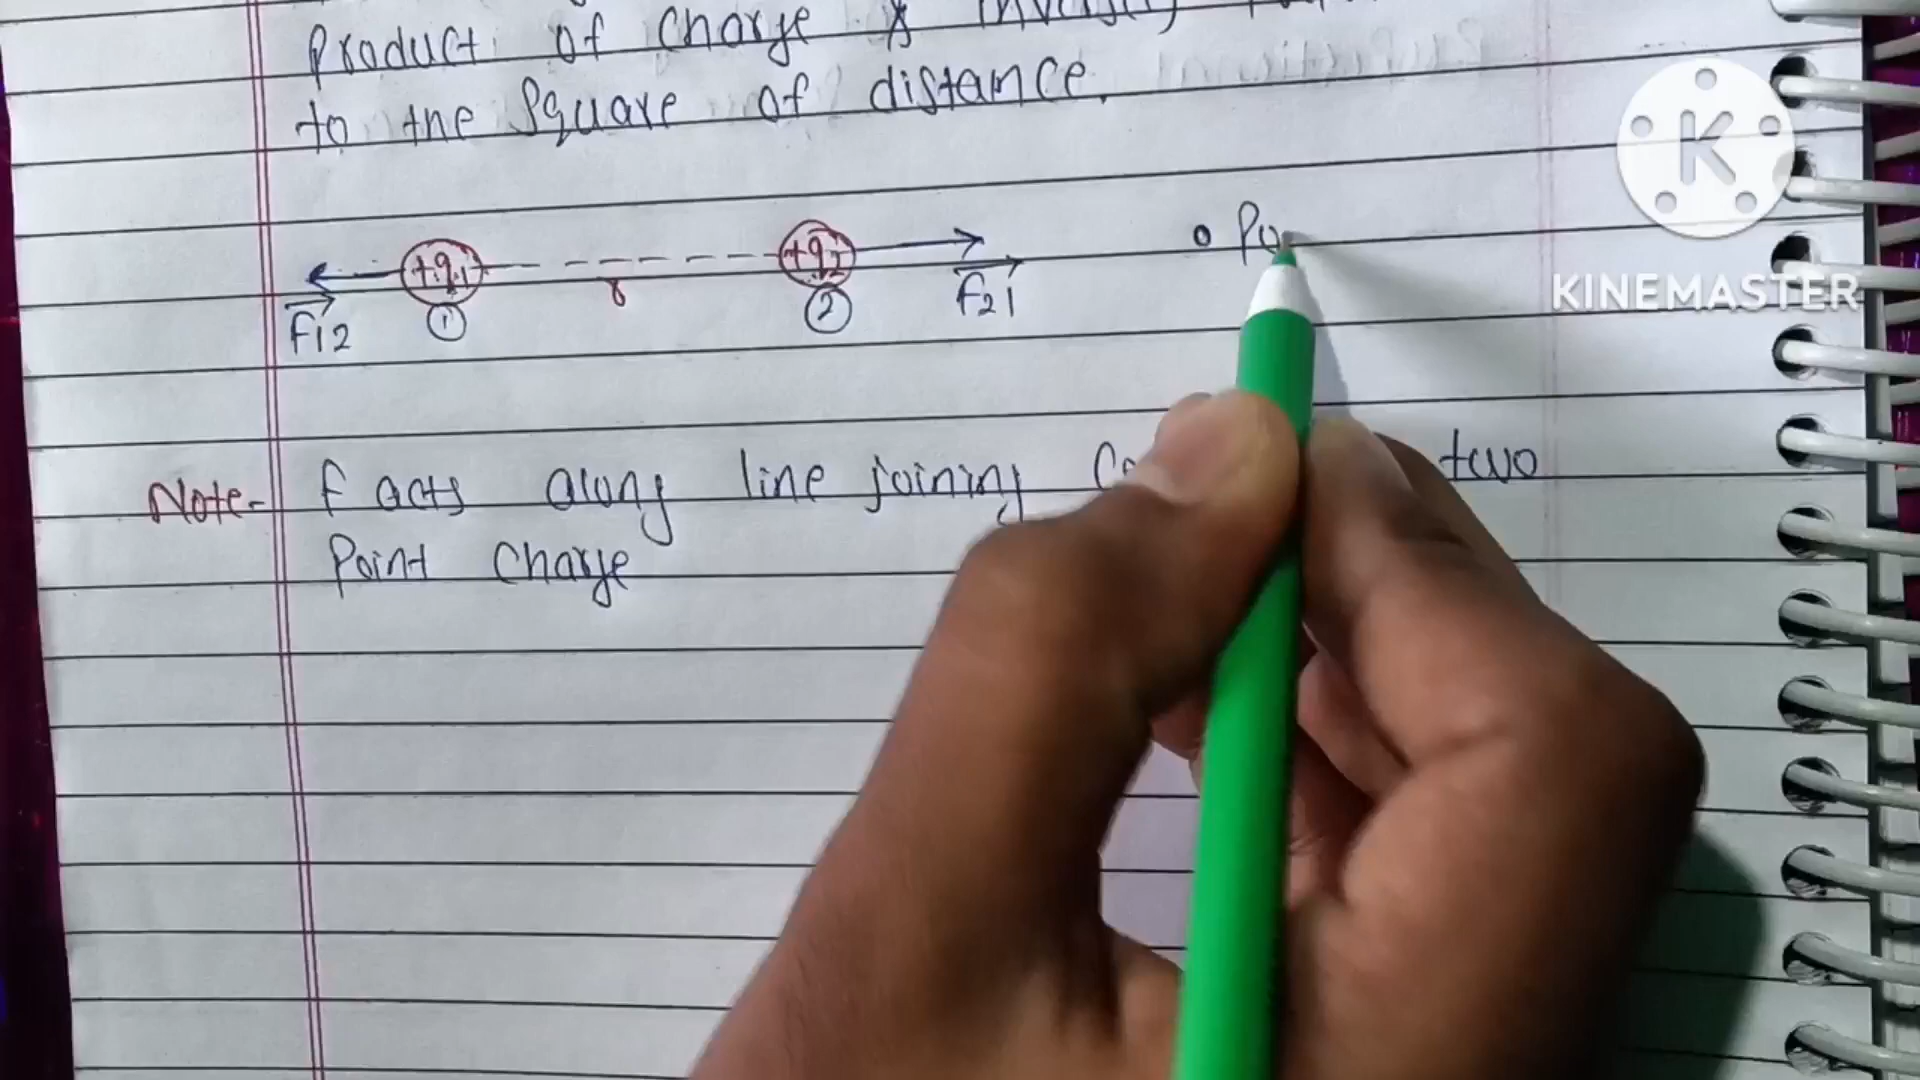 Product of Charge &
to the Square of distance.
+q1 +q2 r
F12 1 2 F21
K
KINEMASTER
Note- F acts along line joining two
Point Charge